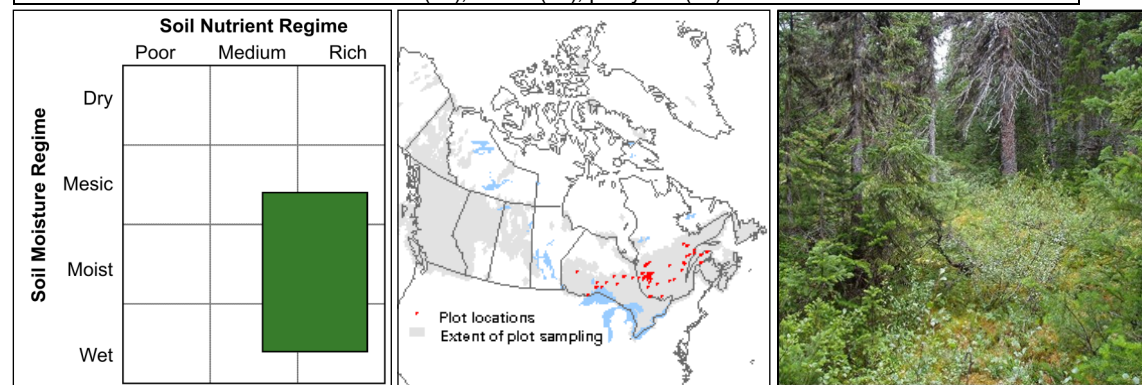 Soil Nutrient Regime
Poor Medium Rich
Soil Moisture Regime
Dry
Mesic
Moist
Wet
Plot locations
Extent of plot sampling